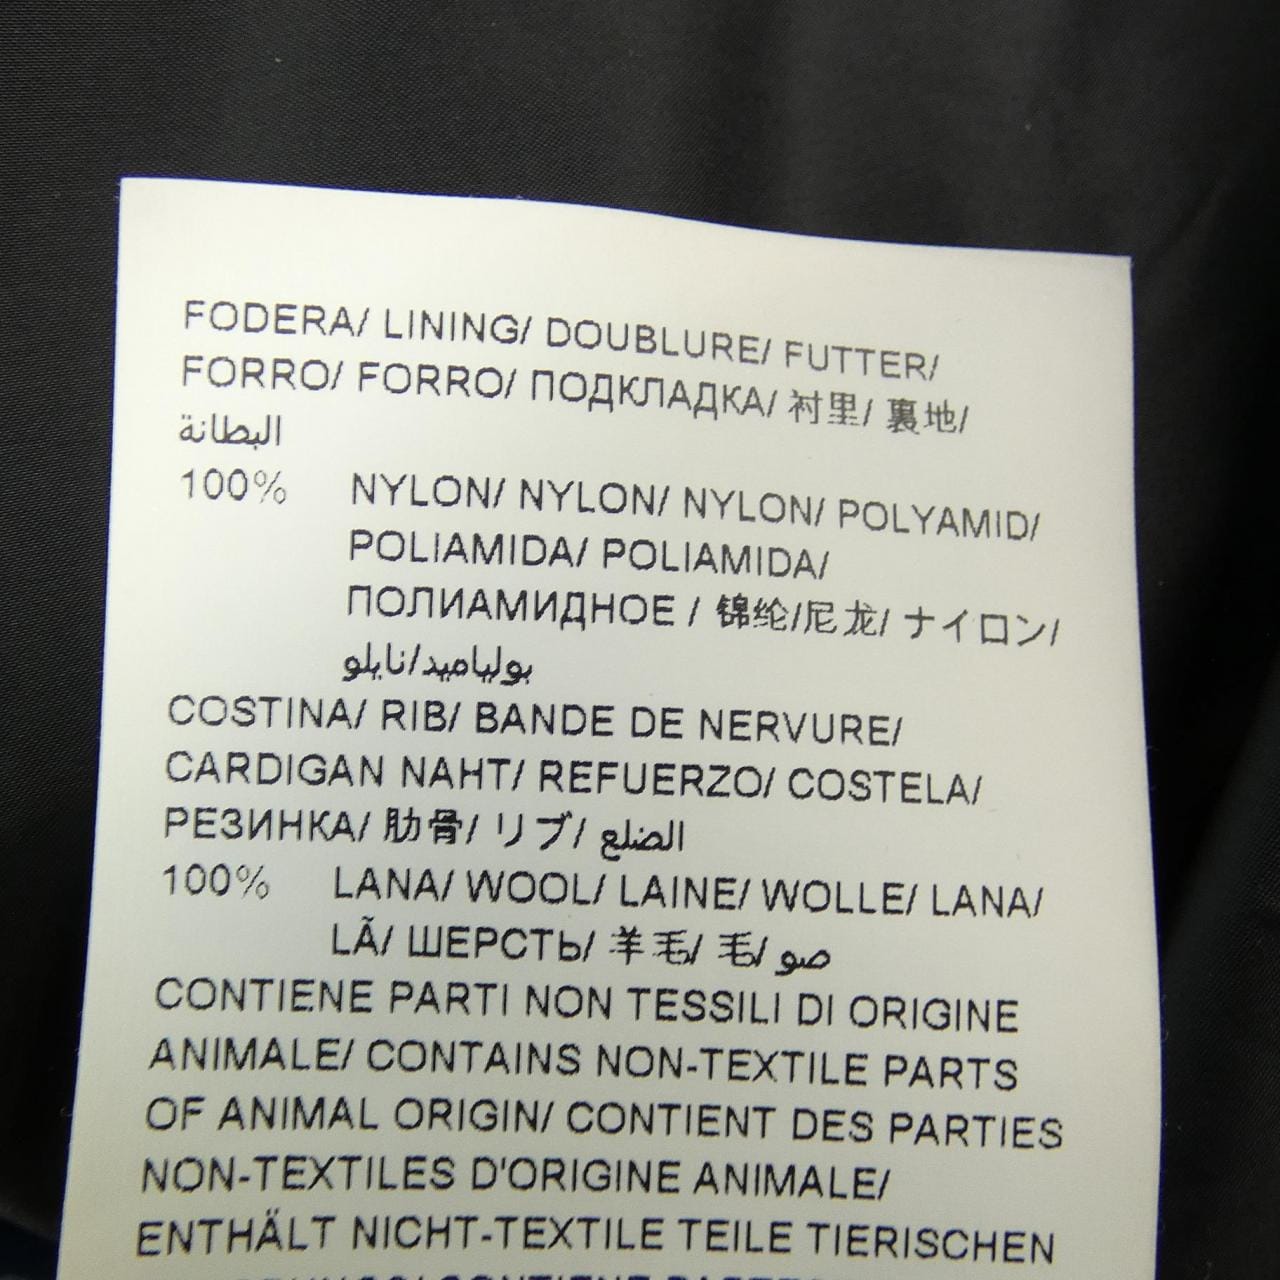 FODERA/ LINING/ DOUBLURE/ FUTTER/
FORRO/ FORRO/ ПОДКЛАДКА/ 衬里/ 裏地/
البطانة
100% NYLON/ NYLON/ NYLON/ POLYAMID/
POLIAMIDA/ POLIAMIDA/
ПОЛИАМИДНОЕ / 锦纶/尼龙/ ナイロン/
بولياميد/نايلو
COSTINA/ RIB/ BANDE DE NERVURE/
CARDIGAN NAHT/ REFUERZO/ COSTELA/
РЕЗИНКА/ 肋骨/ リブ/ الضلع
100% LANA/ WOOL/ LAINE/ WOLLE/ LANA/
LÃ/ ШЕРСТЬ/ 羊毛/ 毛/ صو
CONTIENE PARTI NON TESSILI DI ORIGINE
ANIMALE/ CONTAINS NON-TEXTILE PARTS
OF ANIMAL ORIGIN/ CONTIENT DES PARTIES
NON-TEXTILES D'ORIGINE ANIMALE/
ENTHÄLT NICHT-TEXTILE TEILE TIERISCHEN